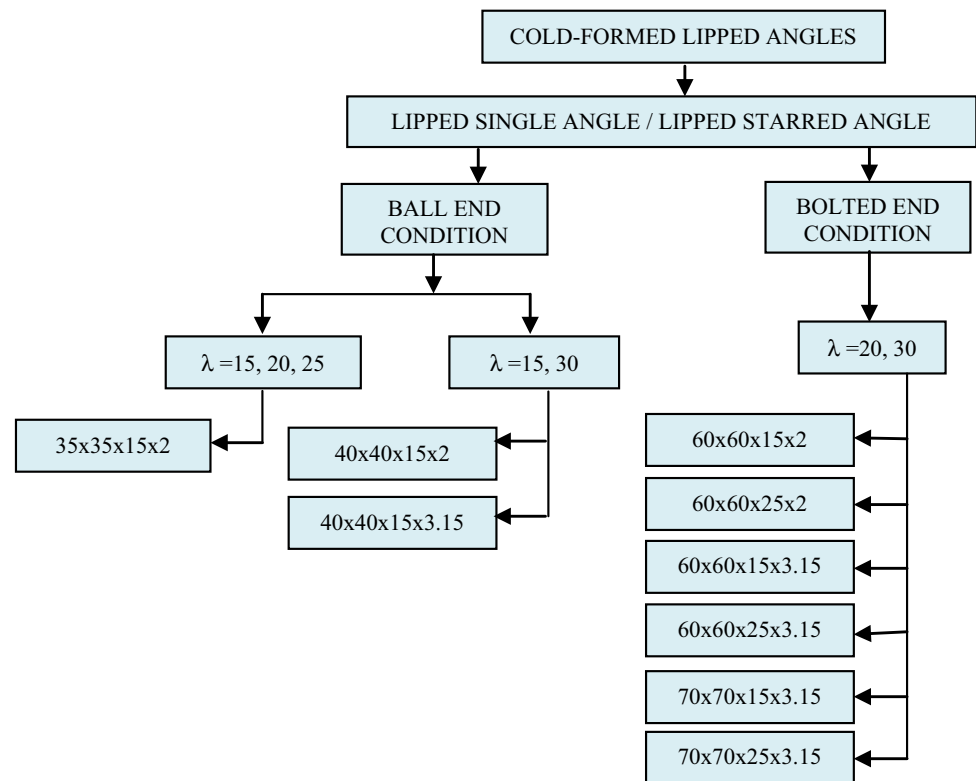 COLD-FORMED LIPPED ANGLES
LIPPED SINGLE ANGLE / LIPPED STARRED ANGLE
BALL END
CONDITION
BOLTED END
CONDITION
λ =15, 20, 25
λ =15, 30
λ =20, 30
35x35x15x2
40x40x15x2
40x40x15x3.15
60x60x15x2
60x60x25x2
60x60x15x3.15
60x60x25x3.15
70x70x15x3.15
70x70x25x3.15